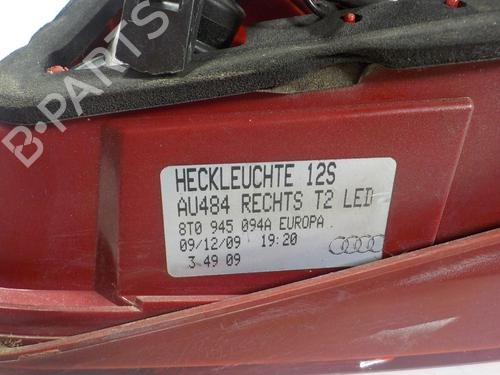 B-PARTS
HECKLEUCHTE 12S
AU484 RECHTS T2 LED
8T0 945 094A EUROPA
09/12/09 19:20
3 49 09